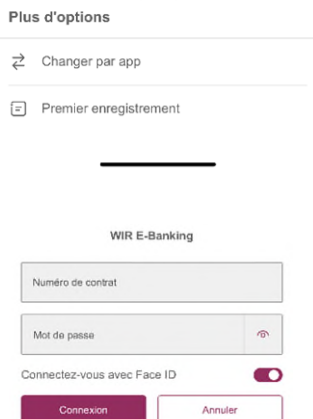 Plus d'options
Changer par app
Premier enregistrement
WIR E-Banking
Numéro de contrat
Mot de passe
Connectez-vous avec Face ID
Connexion
Annuler